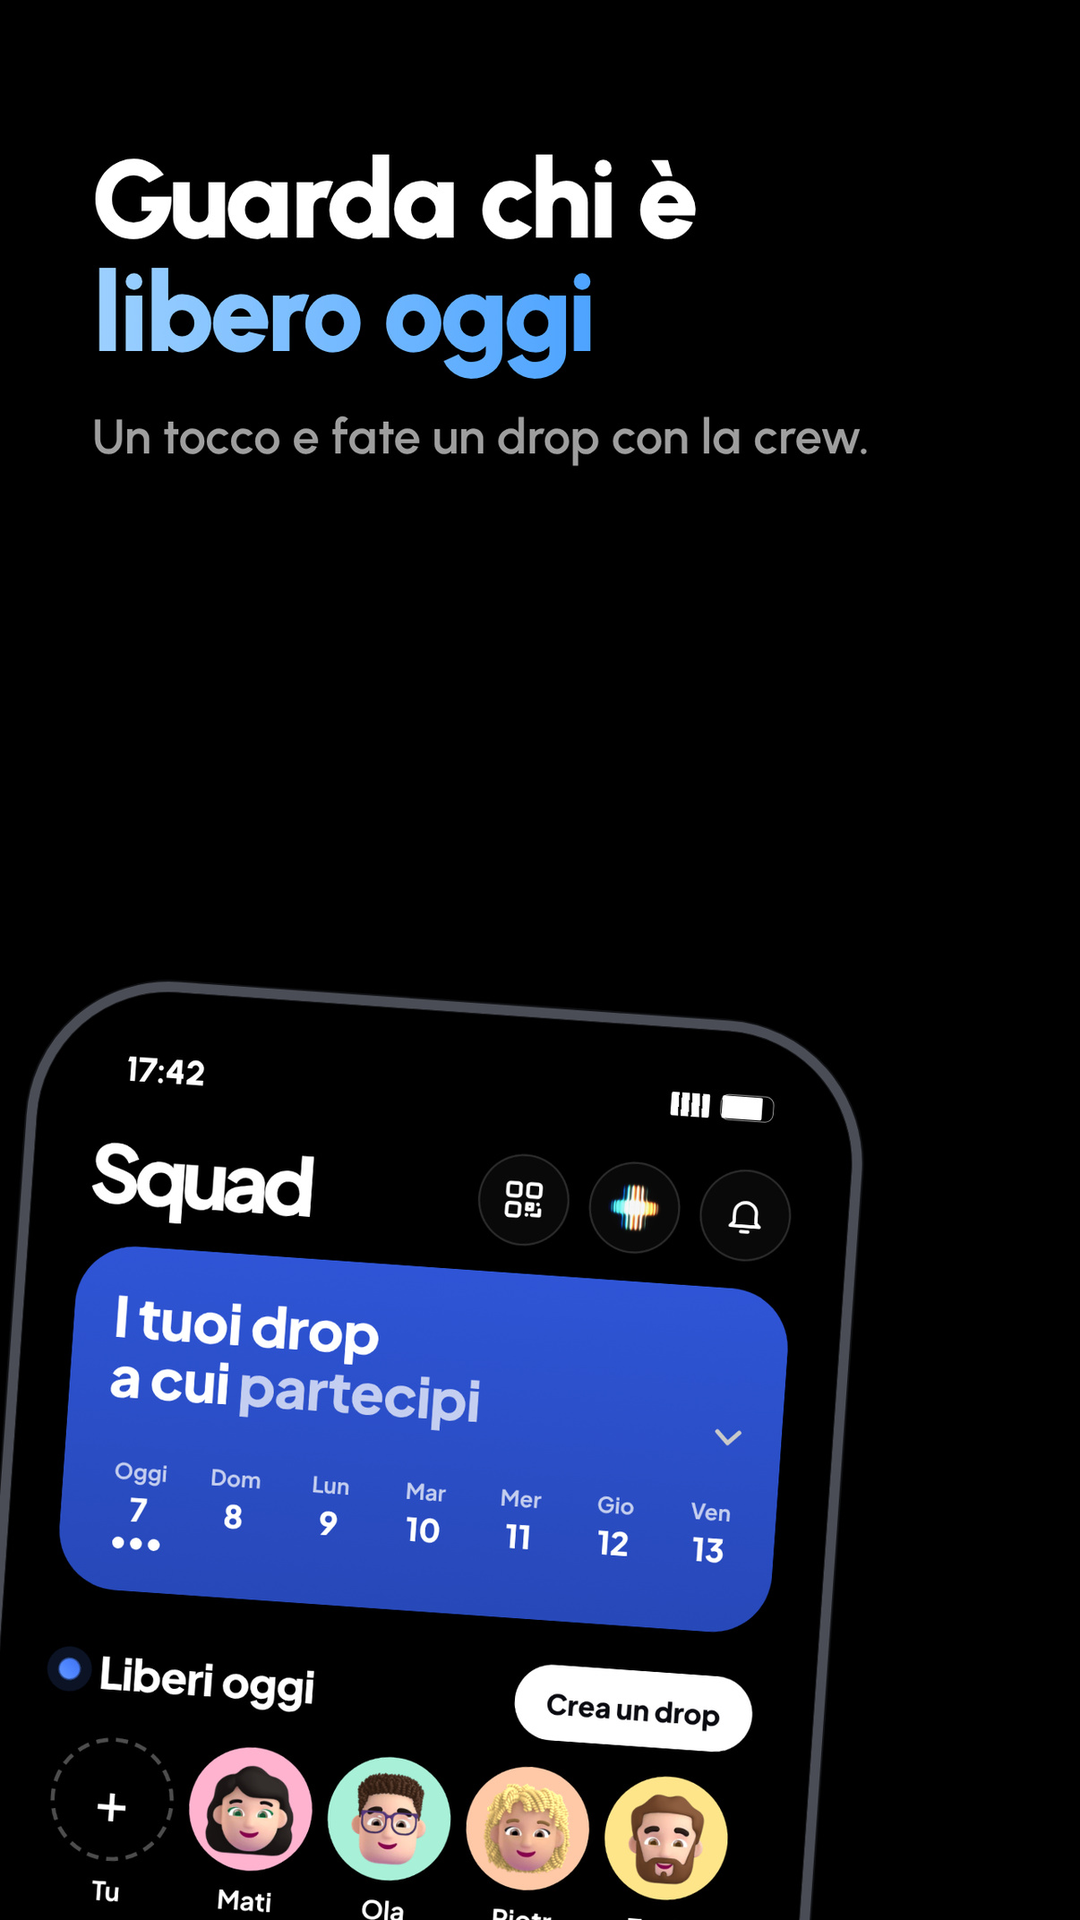 Guarda chi è
libero oggi
Un tocco e fate un drop con la crew.
17:42
Squad
I tuoi drop
a cui partecipi
Oggi Dom Lun Mar Mer Gio Ven
7 8 9 10 11 12 13
Liberi oggi
Crea un drop
Tu Mati Ola